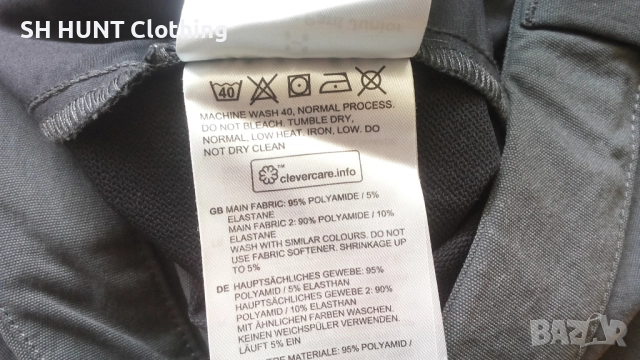 SH HUNT COMPANY
40
MACHINE WASH 40, NORMAL PROCESS.
DO NOT BLEACH, TUMBLE DRY,
NORMAL, LOW HEAT. IRON, LOW. DO
NOT DRY CLEAN
™
clevercare.info
GB MAIN FABRIC: 95% POLYAMIDE / 5%
ELASTANE
MAIN FABRIC 2: 90% POLYAMIDE / 10%
ELASTANE
WASH WITH SIMILAR COLOURS. DO NOT
USE FABRIC SOFTENER. SHRINKAGE UP
TO 5%
DE HAUPTSÄCHLICHES GEWEBE: 95%
POLYAMID / 5% ELASTHAN
HAUPTSÄCHLICHES GEWEBE 2: 90%
POLYAMID / 10% ELASTHAN
MIT ÄHNLICHEN FARBEN WASCHEN.
KEINEN WEICHSPÜLER VERWENDEN.
LÄUFT 5% EIN
MATERIALE: 95% POLYAMID /
BAZAR